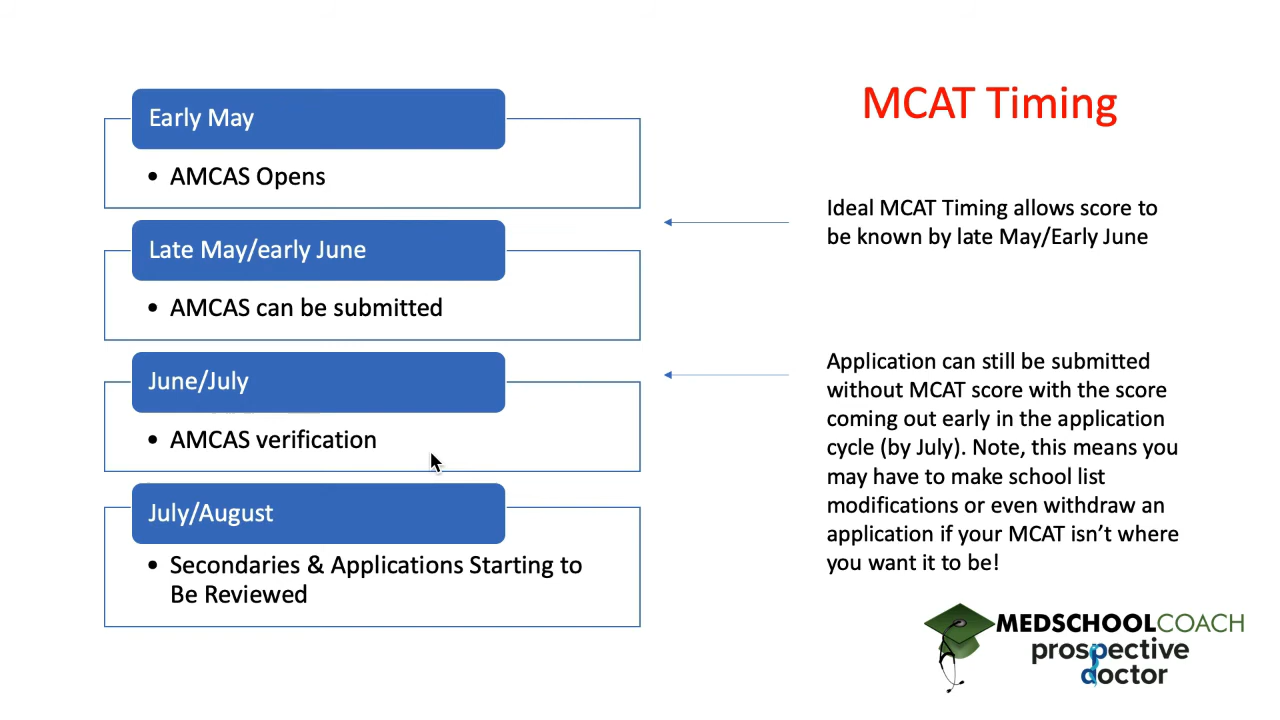 MCAT Timing
Early May
• AMCAS Opens
Late May/early June
• AMCAS can be submitted
June/July
• AMCAS verification
July/August
• Secondaries & Applications Starting to
Be Reviewed
Ideal MCAT Timing allows score to
be known by late May/Early June
Application can still be submitted
without MCAT score with the score
coming out early in the application
cycle (by July). Note, this means you
may have to make school list
modifications or even withdraw an
application if your MCAT isn’t where
you want it to be!
MEDSCHOOLCOACH
prospective
doctor